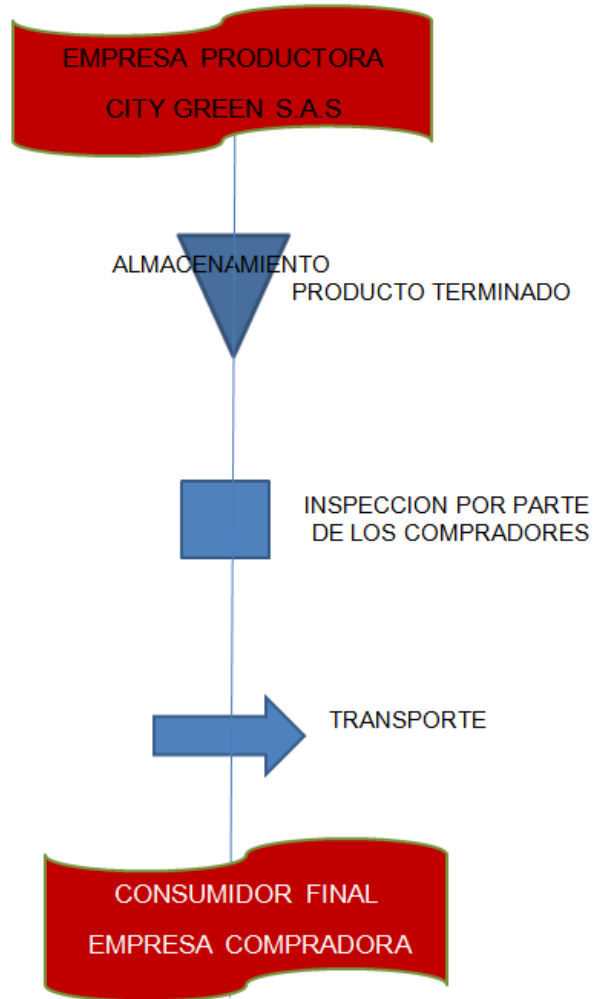 EMPRESA PRODUCTORA
CITY GREEN S.A.S
ALMACENAMIENTO
PRODUCTO TERMINADO
INSPECCION POR PARTE
DE LOS COMPRADORES
TRANSPORTE
CONSUMIDOR FINAL
EMPRESA COMPRADORA